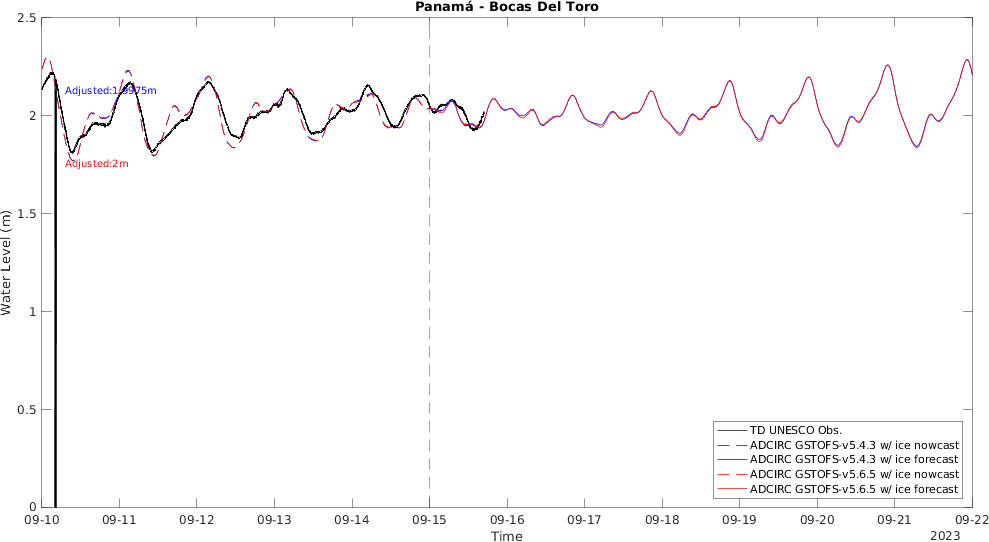 Panamá - Bocas Del Toro
2.5
2
1.5
1
0.5
0
Water Level (m)
Adjusted:1.9975m
Adjusted:2m
TD UNESCO Obs.
ADCIRC GSTOFS-v5.4.3 w/ ice nowcast
ADCIRC GSTOFS-v5.4.3 w/ ice forecast
ADCIRC GSTOFS-v5.6.5 w/ ice nowcast
ADCIRC GSTOFS-v5.6.5 w/ ice forecast
09-10 09-11 09-12 09-13 09-14 09-15 09-16 09-17 09-18 09-19 09-20 09-21 09-22
Time
2023